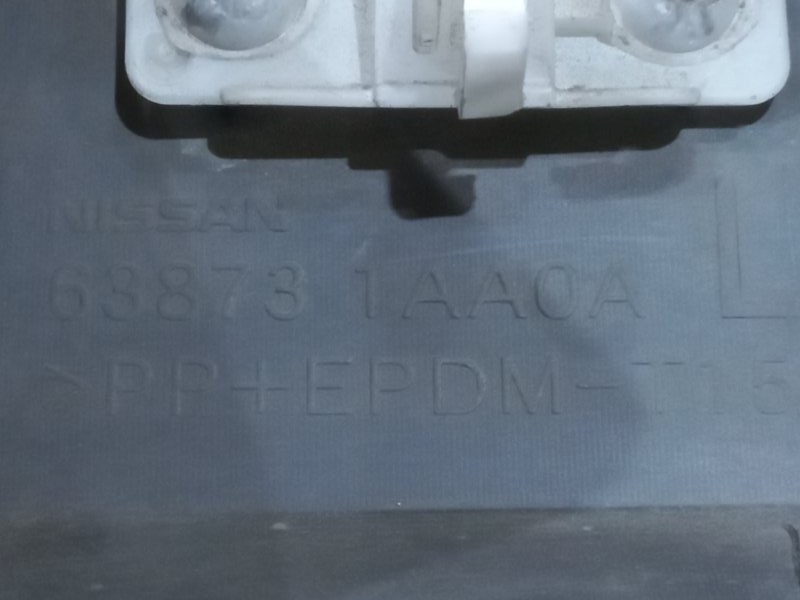 NISSAN
63873 1AA0A L
>PP+EPDM-T15